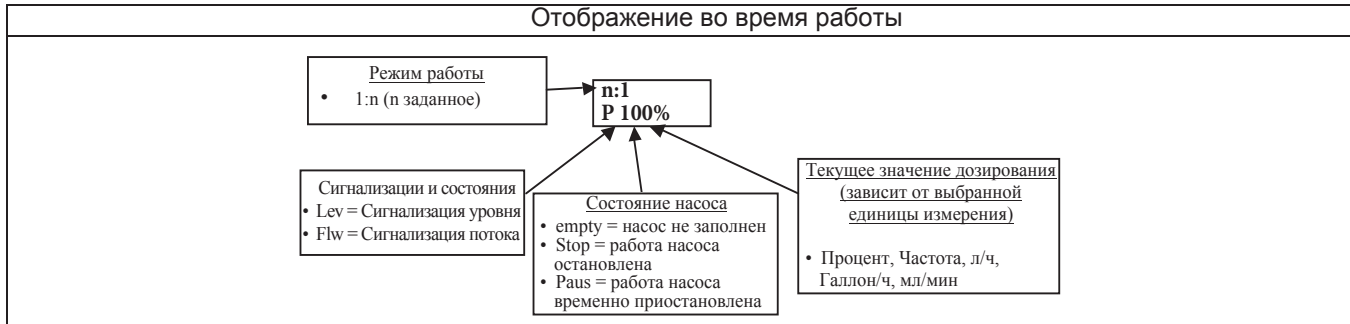 Отображение во время работы
Режим работы
• 1:n (n заданное)
n:1
P 100%
Сигнализации и состояния
• Lev = Сигнализация уровня
• Flw = Сигнализация потока
Состояние насоса
• empty = насос не заполнен
• Stop = работа насоса
остановлена
• Paus = работа насоса
временно приостановлена
Текущее значение дозирования
(зависит от выбранной
единицы измерения)
• Процент, Частота, л/ч,
Галлон/ч, мл/мин